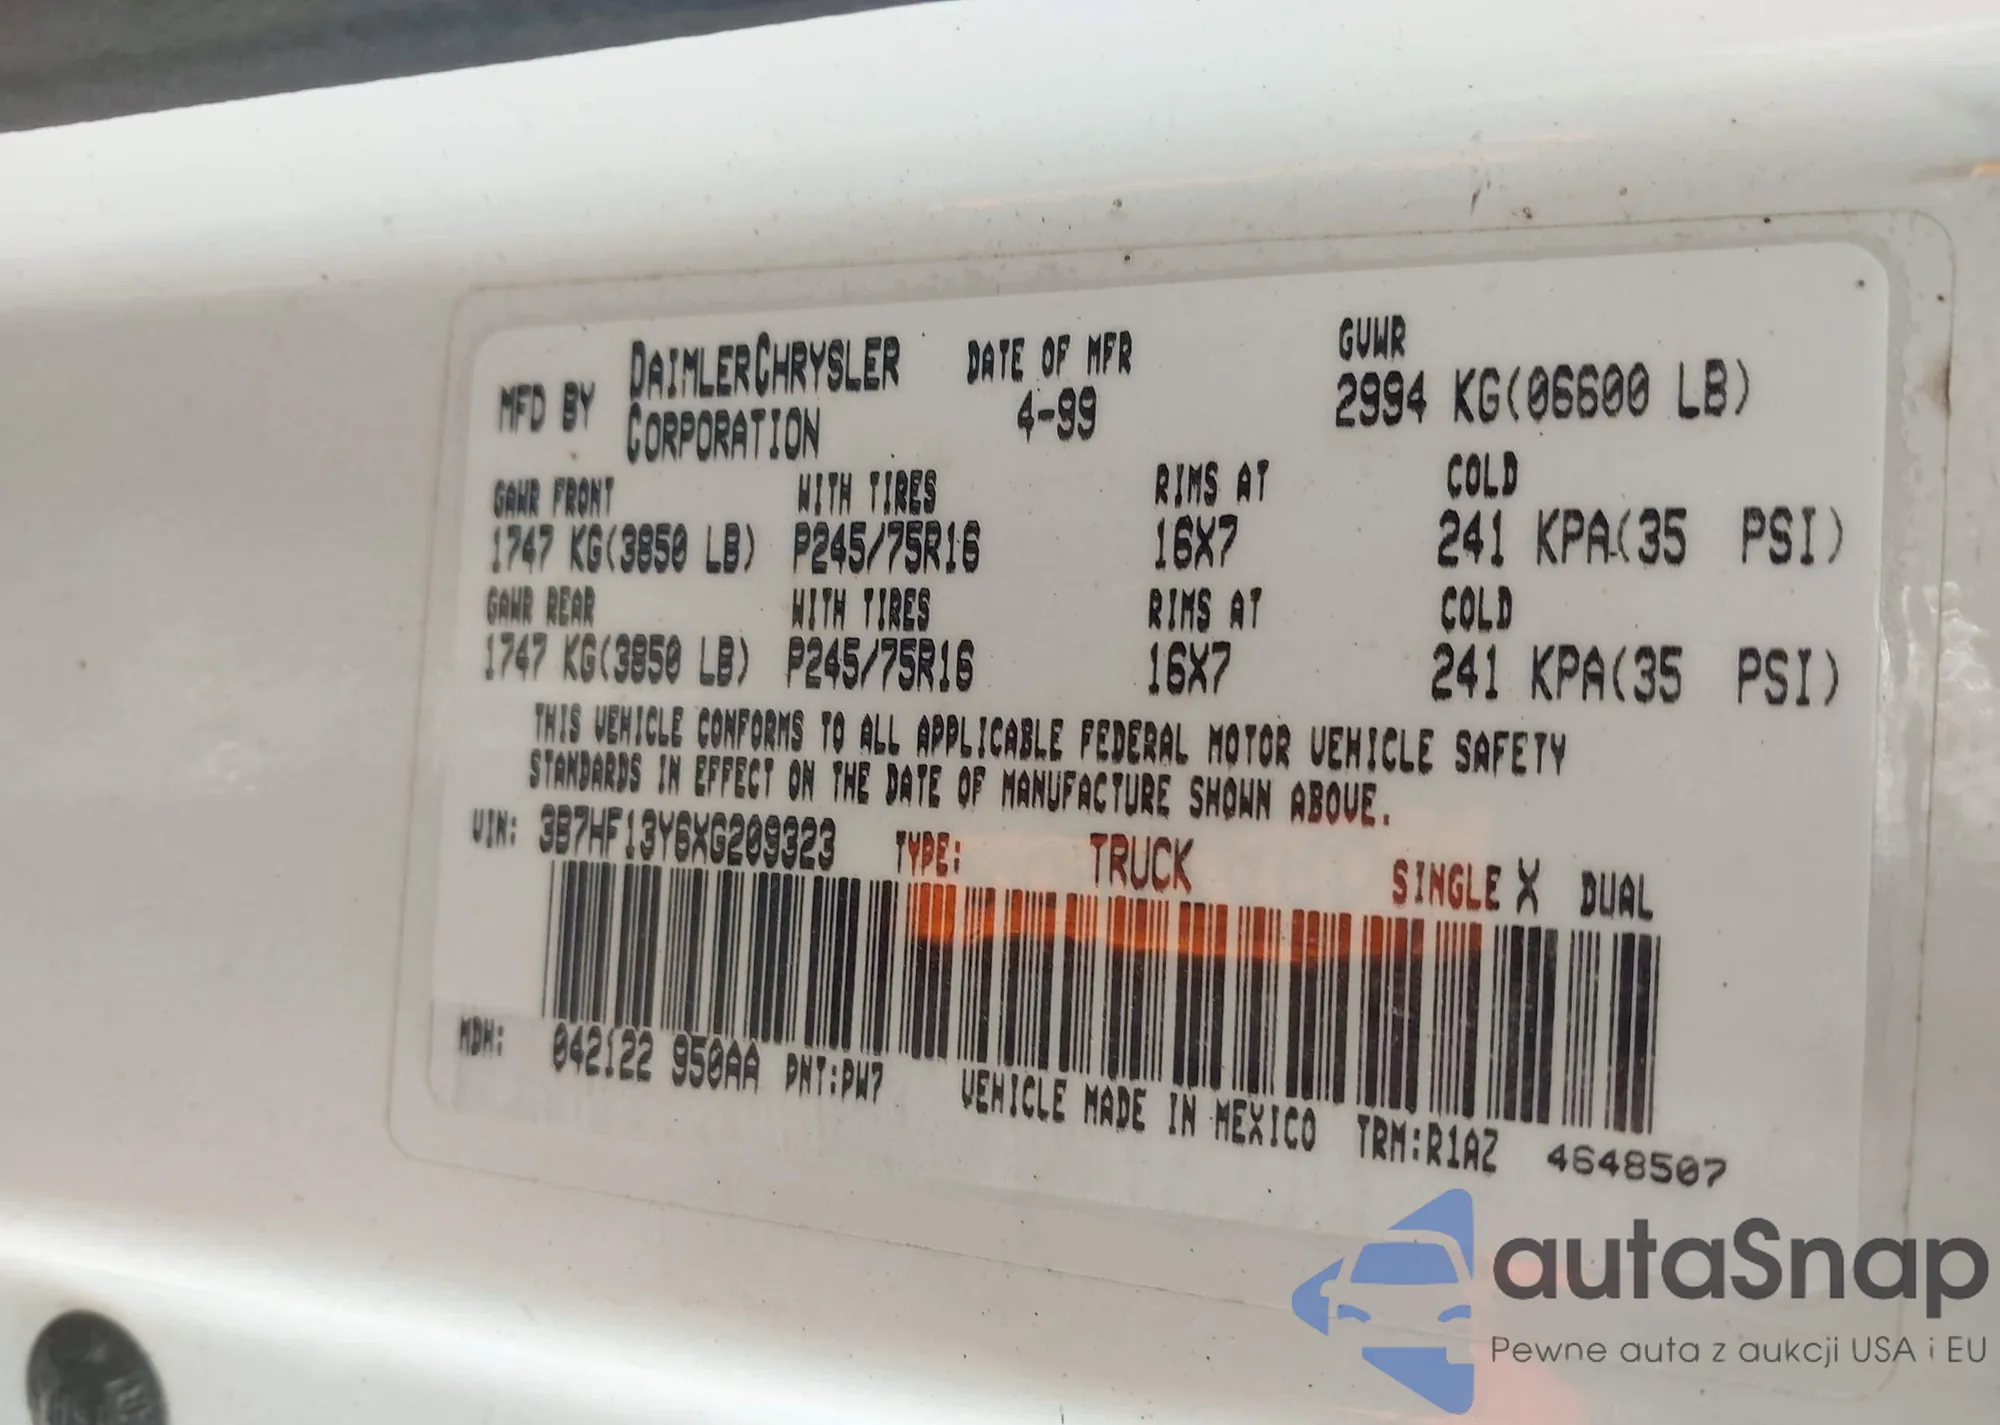 MFD BY DAIMLERCHRYSLER CORPORATION DATE OF MFR 4-99 GVWR 2994 KG(06600 LB)
GAWR FRONT WITH TIRES RIMS AT COLD
1747 KG(3850 LB) P245/75R16 16X7 241 KPA(35 PSI)
GAWR REAR WITH TIRES RIMS AT COLD
1747 KG(3850 LB) P245/75R16 16X7 241 KPA(35 PSI)
THIS VEHICLE CONFORMS TO ALL APPLICABLE FEDERAL MOTOR VEHICLE SAFETY
STANDARDS IN EFFECT ON THE DATE OF MANUFACTURE SHOWN ABOVE.
VIN: 3B7HF13Y6XG209323 TYPE: TRUCK SINGLE X DUAL
MDH: 042122 950AA PNT:PW7 VEHICLE MADE IN MEXICO TRM:R1AZ 4648507
autaSnap
Pewne auta z aukcji USA i EU